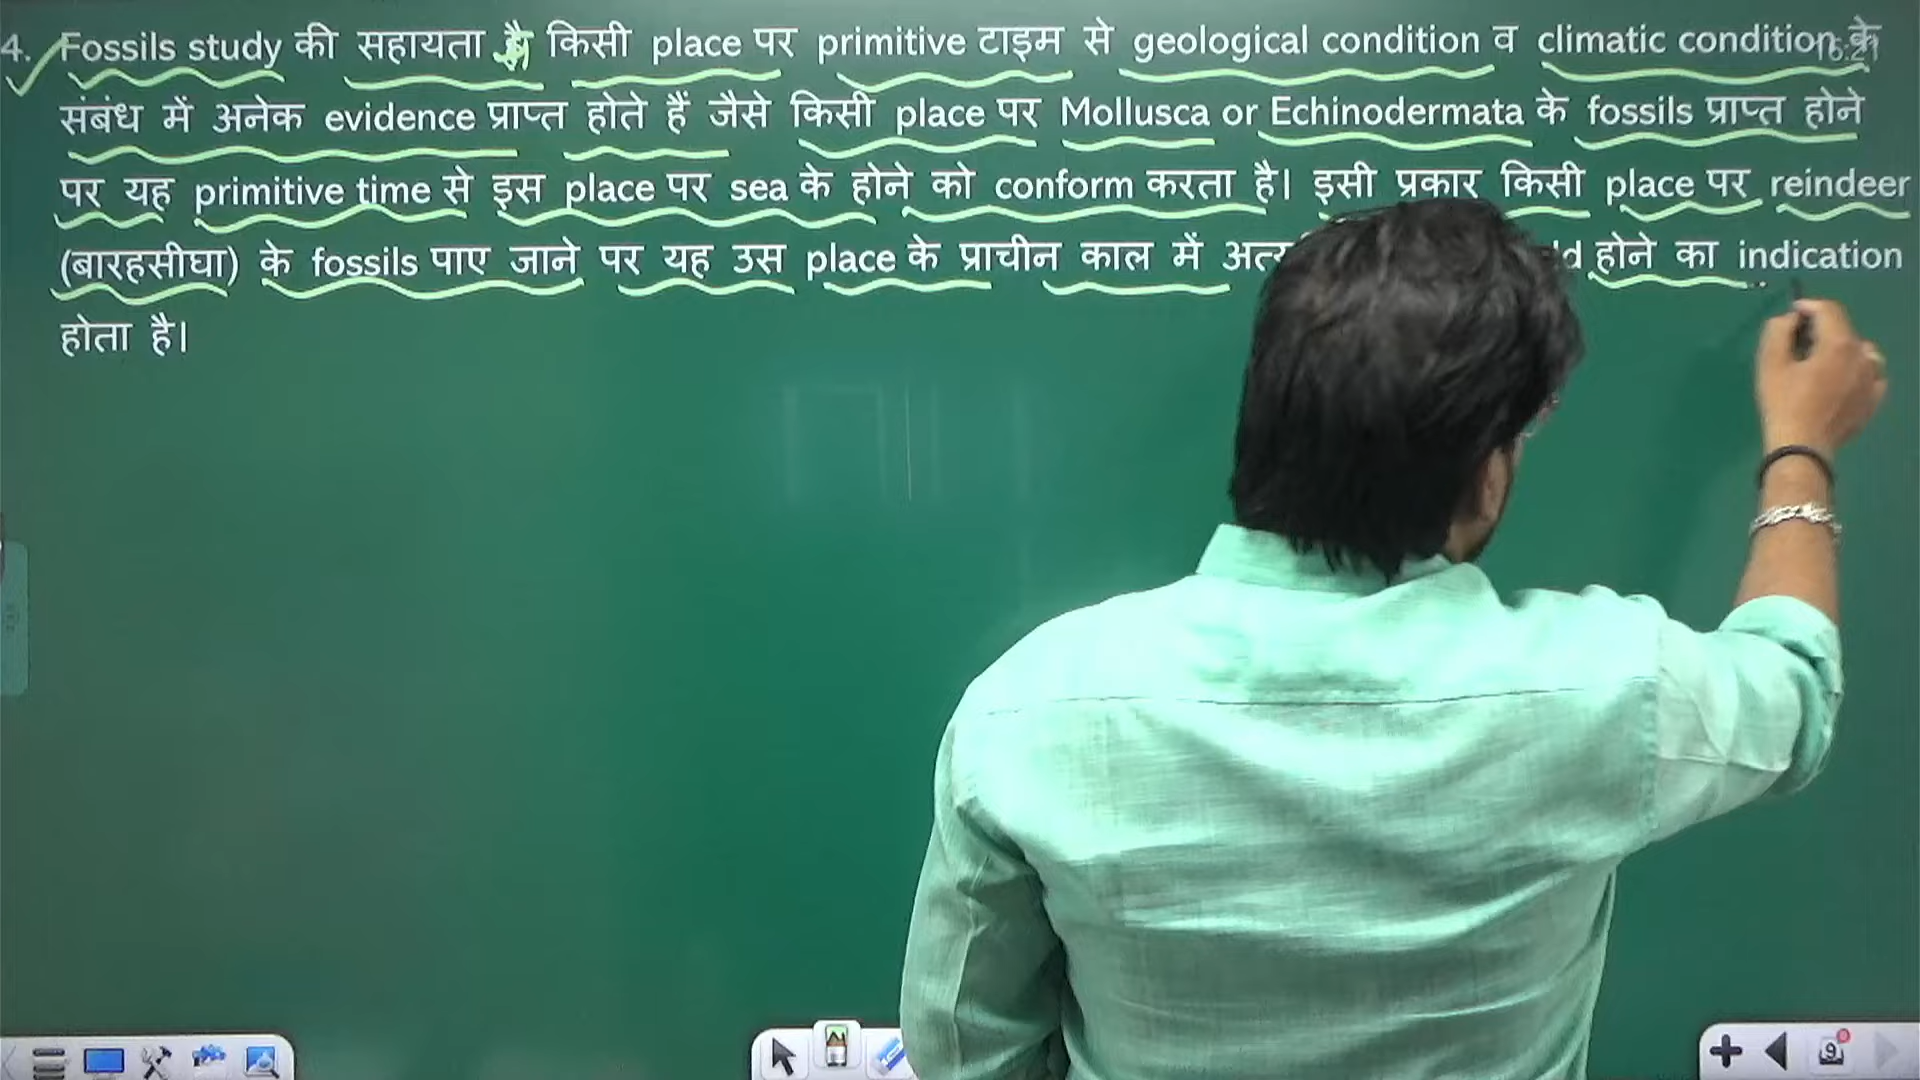 4. Fossils study की सहायता से किसी place पर primitive टाइम से geological condition व climatic condition के
संबंध में अनेक evidence प्राप्त होते हैं जैसे किसी place पर Mollusca or Echinodermata के fossils प्राप्त होने
पर यह primitive time से इस place पर sea के होने को conform करता है। इसी प्रकार किसी place पर reindeer
(बारहसीघा) के fossils पाए जाने पर यह उस place के प्राचीन काल में होने का indication
होता है।